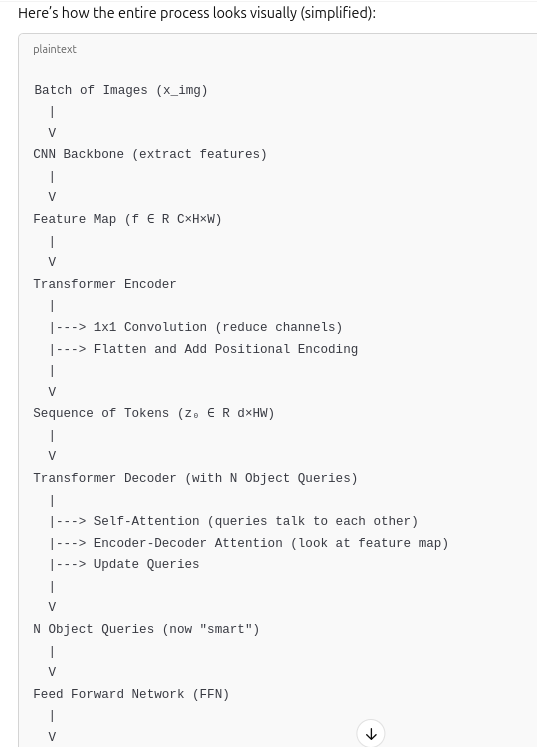 Here's how the entire process looks visually (simplified):
plaintext
Batch of Images (x_img)
|
V
CNN Backbone (extract features)
|
V
Feature Map (f ∈ R C×H×W)
|
V
Transformer Encoder
|
|---> 1x1 Convolution (reduce channels)
|---> Flatten and Add Positional Encoding
|
V
Sequence of Tokens (z₀ ∈ R d×HW)
|
V
Transformer Decoder (with N Object Queries)
|
|---> Self-Attention (queries talk to each other)
|---> Encoder-Decoder Attention (look at feature map)
|---> Update Queries
|
V
N Object Queries (now "smart")
|
V
Feed Forward Network (FFN)
|
V